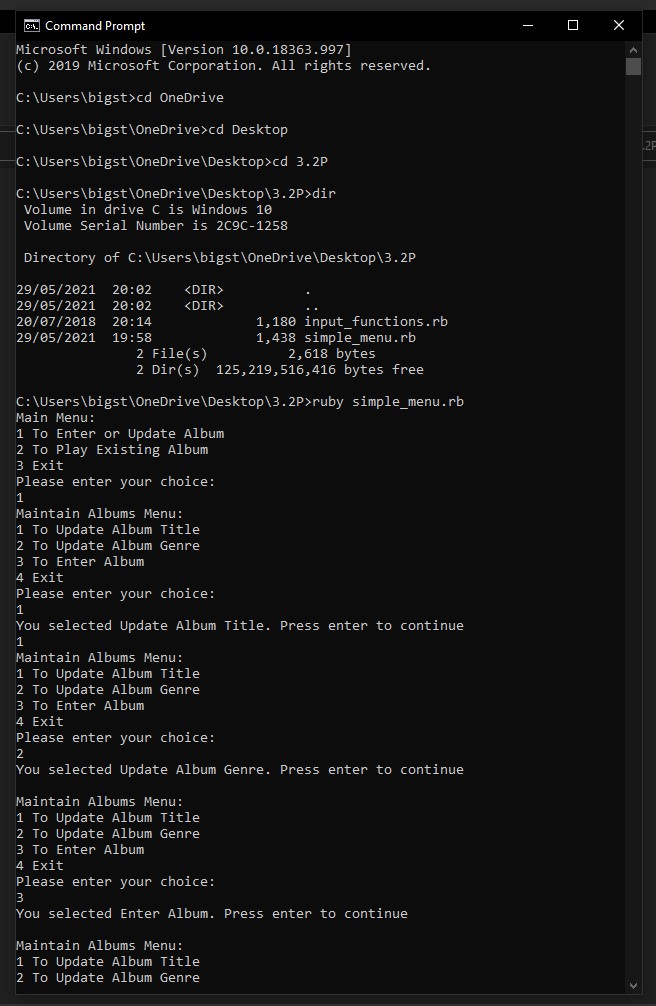 Command Prompt
Microsoft Windows [Version 10.0.18363.997]
(c) 2019 Microsoft Corporation. All rights reserved.
C:\Users\bigst>cd OneDrive
C:\Users\bigst\OneDrive>cd Desktop
C:\Users\bigst\OneDrive\Desktop>cd 3.2P
C:\Users\bigst\OneDrive\Desktop\3.2P>dir
 Volume in drive C is Windows 10
 Volume Serial Number is 2C9C-1258
 Directory of C:\Users\bigst\OneDrive\Desktop\3.2P
29/05/2021  20:02    <DIR>          .
29/05/2021  20:02    <DIR>          ..
20/07/2018  20:14             1,180 input_functions.rb
29/05/2021  19:58             1,438 simple_menu.rb
               2 File(s)          2,618 bytes
               2 Dir(s)  125,219,516,416 bytes free
C:\Users\bigst\OneDrive\Desktop\3.2P>ruby simple_menu.rb
Main Menu:
1 To Enter or Update Album
2 To Play Existing Album
3 Exit
Please enter your choice:
1
Maintain Albums Menu:
1 To Update Album Title
2 To Update Album Genre
3 To Enter Album
4 Exit
Please enter your choice:
1
You selected Update Album Title. Press enter to continue
1
Maintain Albums Menu:
1 To Update Album Title
2 To Update Album Genre
3 To Enter Album
4 Exit
Please enter your choice:
2
You selected Update Album Genre. Press enter to continue
Maintain Albums Menu:
1 To Update Album Title
2 To Update Album Genre
3 To Enter Album
4 Exit
Please enter your choice:
3
You selected Enter Album. Press enter to continue
Maintain Albums Menu:
1 To Update Album Title
2 To Update Album Genre